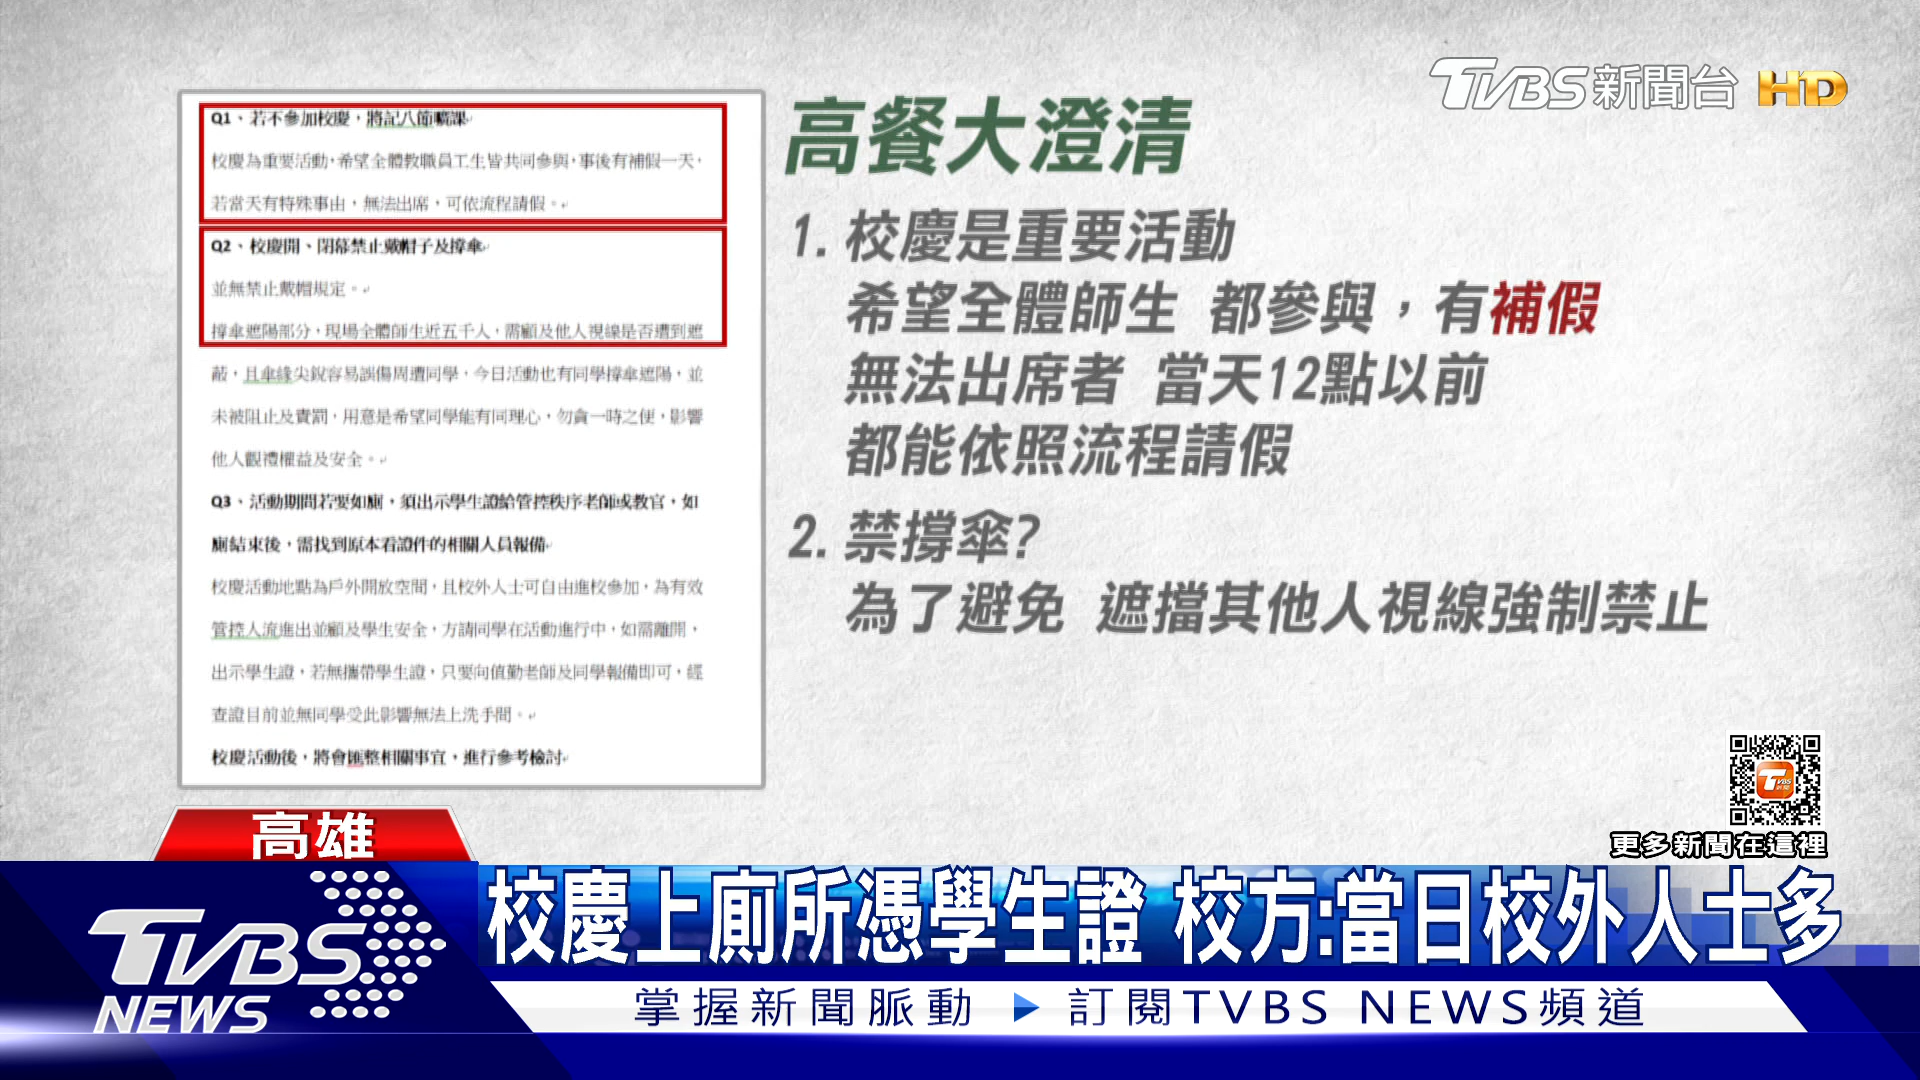 TVBS新聞台 HD
Q1、若不參加校慶，將記八節曠課
校慶為重要活動，希望全體教職員工生皆共同參與，事後有補假一天，
若當天有特殊事由，無法出席，可依流程請假。
Q2、校慶開、閉幕禁止戴帽子及撐傘
並無禁止戴帽規定。
撐傘遮陽部分，現場全體師生近五千人，需顧及他人視線是否遭到遮
蔽，且傘緣尖銳容易誤傷周遭同學，今日活動也有同學撐傘遮陽，並
未被阻止及責罰，用意是希望同學能有同理心，勿貪一時之便，影響
他人觀禮權益及安全。
Q3、活動期間若要如廁，須出示學生證給管控秩序老師或教官，如
廁結束後，需找到原本看證件的相關人員報備
校慶活動地點為戶外開放空間，且校外人士可自由進校參加，為有效
管控人流進出並顧及學生安全，方請同學在活動進行中，如需離開，
出示學生證，若無攜帶學生證，只要向值勤老師及同學報備即可，經
查證目前並無同學受此影響無法上洗手間。
校慶活動後，將會匯整相關事宜，進行參考檢討
高餐大澄清
1.校慶是重要活動
希望全體師生 都參與，有補假
無法出席者 當天12點以前
都能依照流程請假
2.禁撐傘?
為了避免 遮擋其他人視線強制禁止
TVBS新聞
更多新聞在這裡
高雄
校慶上廁所憑學生證 校方:當日校外人士多
TVBS NEWS
掌握新聞脈動 ▶ 訂閱TVBS NEWS頻道